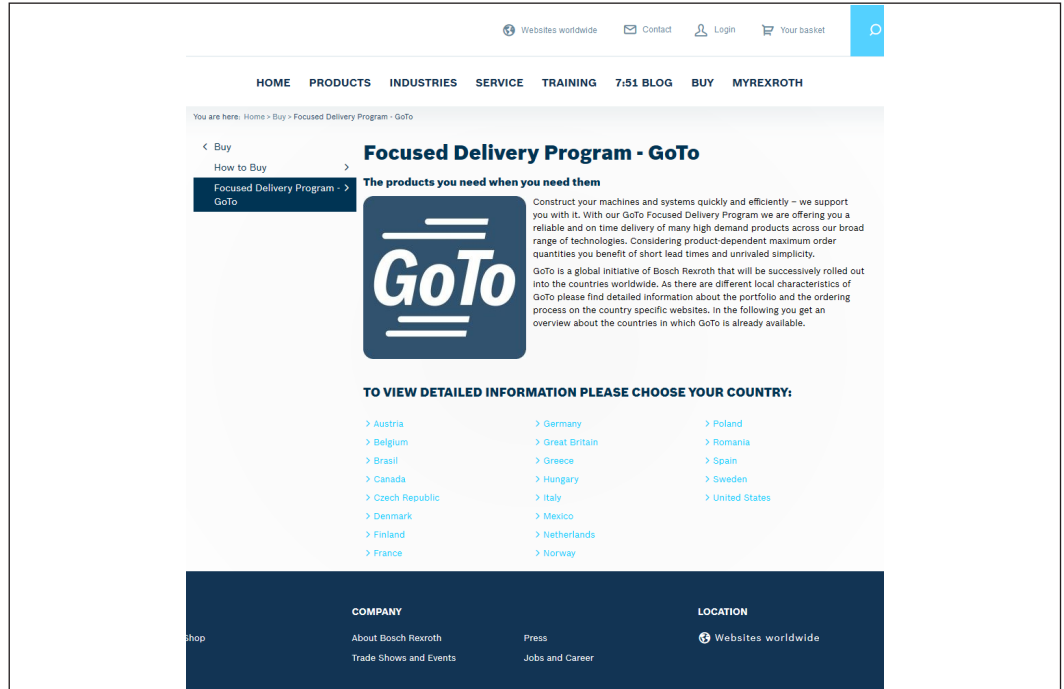 Websites worldwide Contact Login Your basket
HOME PRODUCTS INDUSTRIES SERVICE TRAINING 7:51 BLOG BUY MYREXROTH
You are here: Home > Buy > Focused Delivery Program - GoTo
< Buy
How to Buy >
Focused Delivery Program - >
GoTo
Focused Delivery Program - GoTo
The products you need when you need them
GoTo
Construct your machines and systems quickly and efficiently – we support
you with it. With our GoTo Focused Delivery Program we are offering you a
reliable and on time delivery of many high demand products across our broad
range of technologies. Considering product-dependent maximum order
quantities you benefit of short lead times and unrivaled simplicity.
GoTo is a global initiative of Bosch Rexroth that will be successively rolled out
into the countries worldwide. As there are different local characteristics of
GoTo please find detailed information about the portfolio and the ordering
process on the country specific websites. In the following you get an
overview about the countries in which GoTo is already available.
TO VIEW DETAILED INFORMATION PLEASE CHOOSE YOUR COUNTRY:
> Austria
> Belgium
> Brasil
> Canada
> Czech Republic
> Denmark
> Finland
> France
> Germany
> Great Britain
> Greece
> Hungary
> Italy
> Mexico
> Netherlands
> Norway
> Poland
> Romania
> Spain
> Sweden
> United States
Shop
COMPANY
About Bosch Rexroth
Trade Shows and Events
Press
Jobs and Career
LOCATION
Websites worldwide